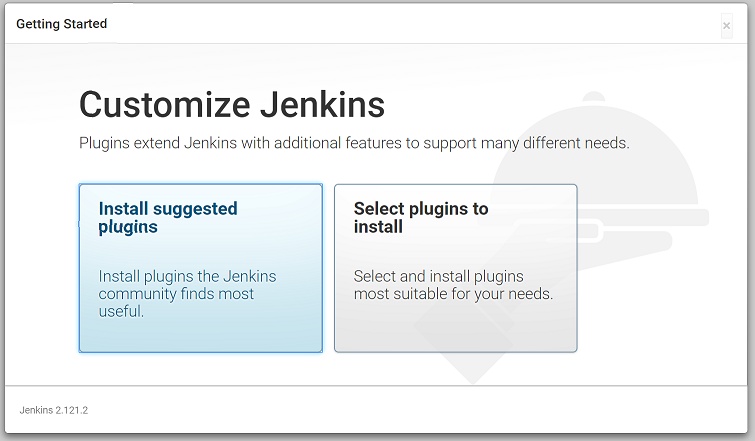 Getting Started
×
Customize Jenkins
Plugins extend Jenkins with additional features to support many different needs.
Install suggested
plugins
Install plugins the Jenkins
community finds most
useful.
Select plugins to
install
Select and install plugins
most suitable for your needs.
Jenkins 2.121.2